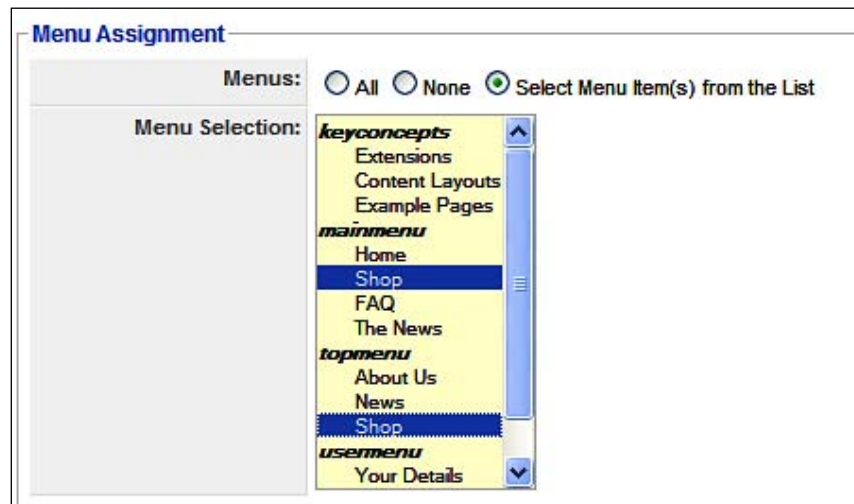 Menu Assignment
Menus: All None Select Menu Item(s) from the List
Menu Selection: keyconcepts
Extensions
Content Layouts
Example Pages
mainmenu
Home
Shop
FAQ
The News
topmenu
About Us
News
Shop
usermenu
Your Details